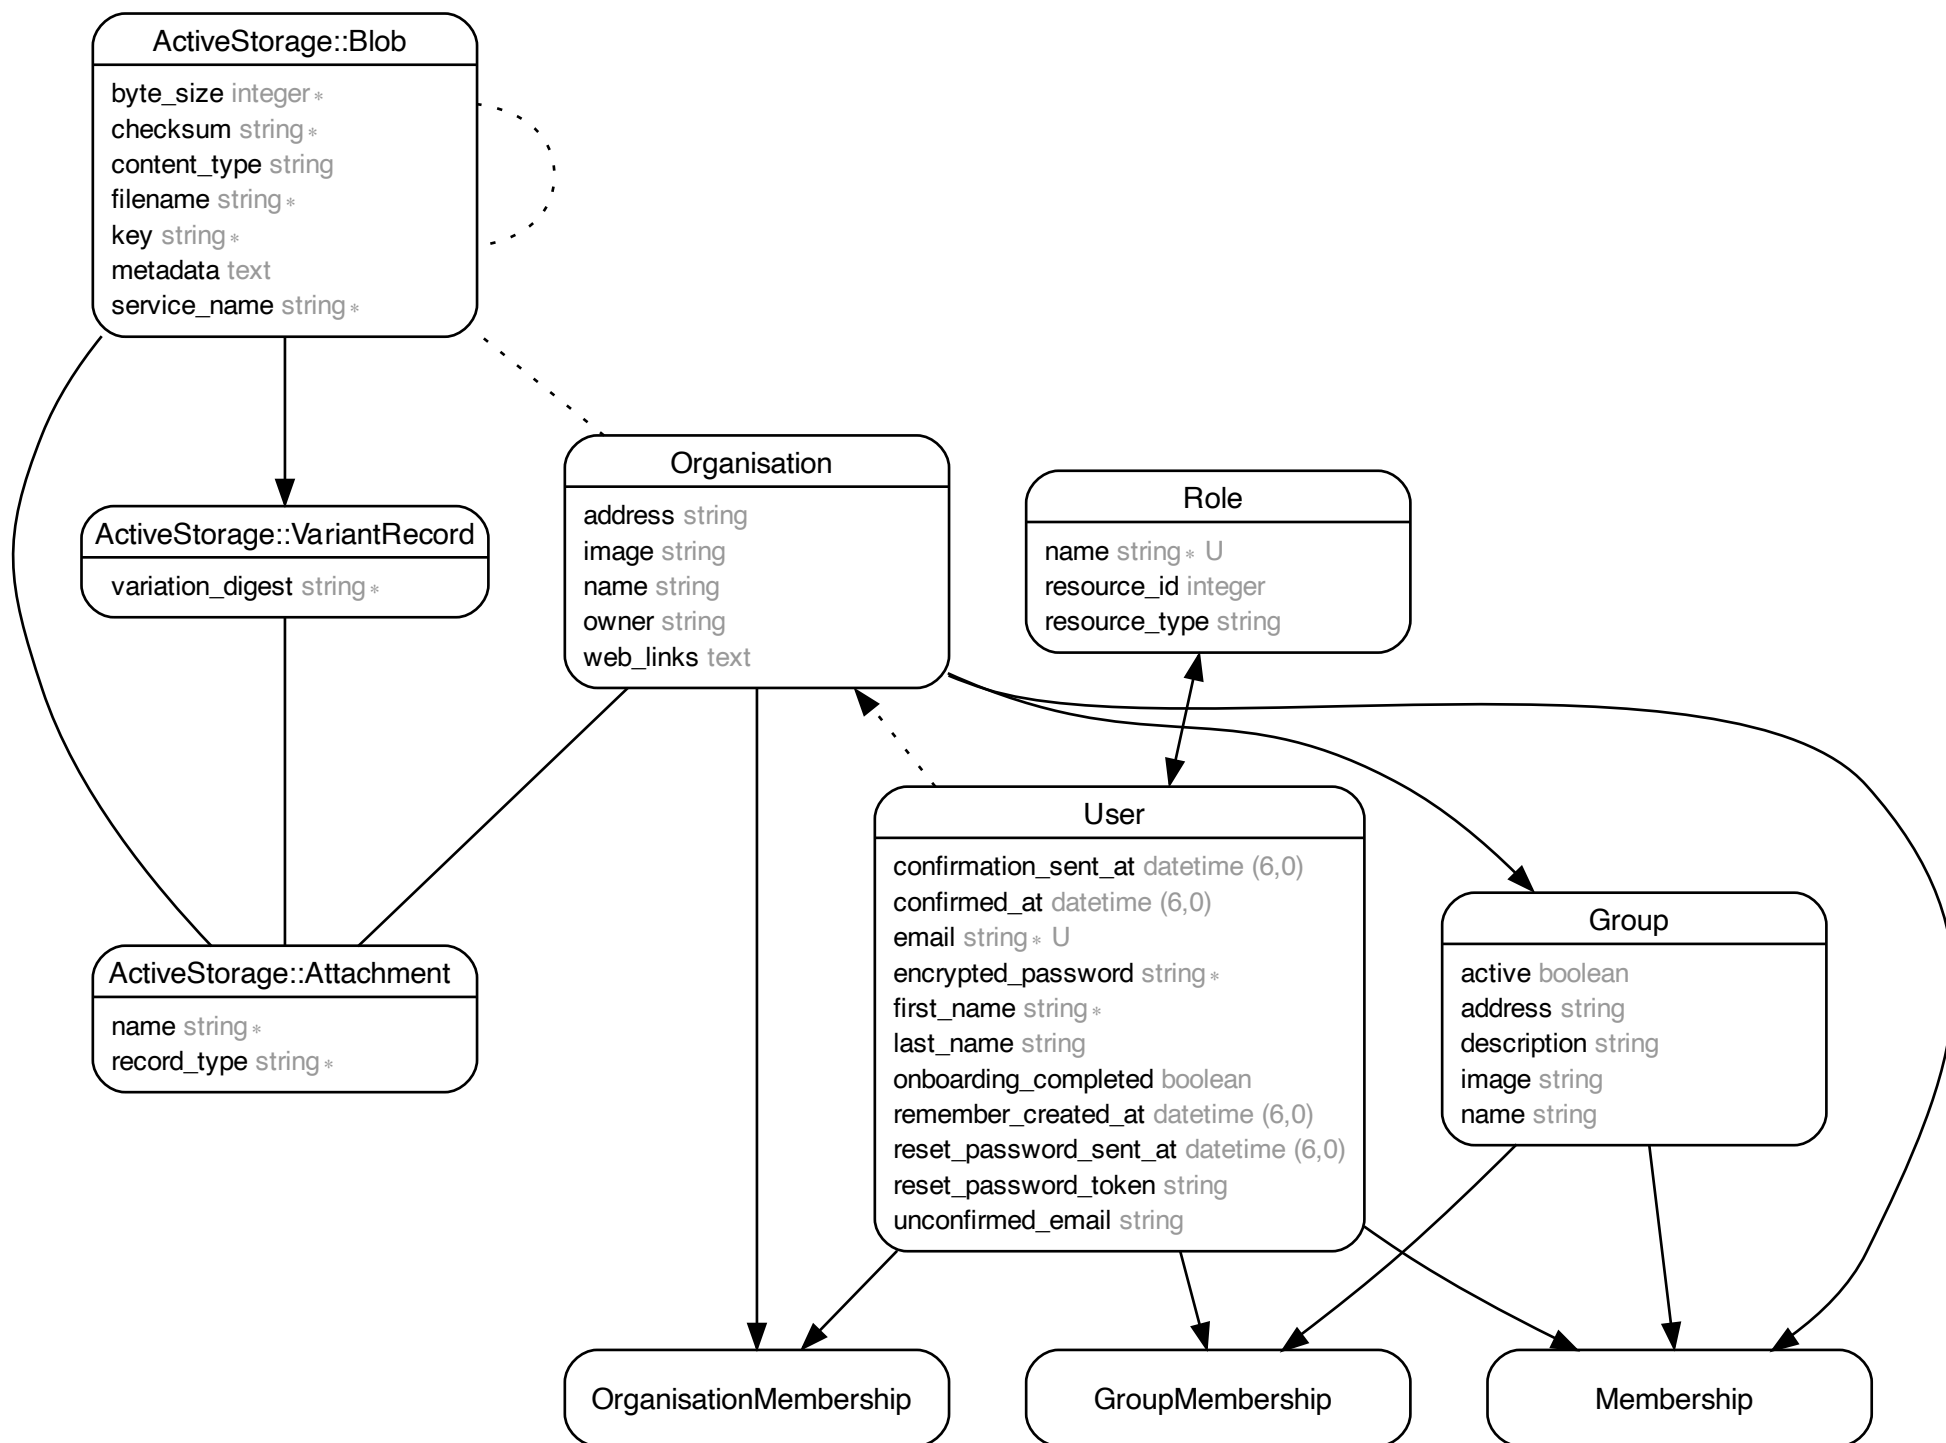 ActiveStorage::Blob
byte_size integer *
checksum string *
content_type string
filename string *
key string *
metadata text
service_name string *
ActiveStorage::VariantRecord
variation_digest string *
Organisation
address string
image string
name string
owner string
web_links text
Role
name string * U
resource_id integer
resource_type string
User
confirmation_sent_at datetime (6,0)
confirmed_at datetime (6,0)
email string * U
encrypted_password string *
first_name string *
last_name string
onboarding_completed boolean
remember_created_at datetime (6,0)
reset_password_sent_at datetime (6,0)
reset_password_token string
unconfirmed_email string
Group
active boolean
address string
description string
image string
name string
ActiveStorage::Attachment
name string *
record_type string *
OrganisationMembership
GroupMembership
Membership